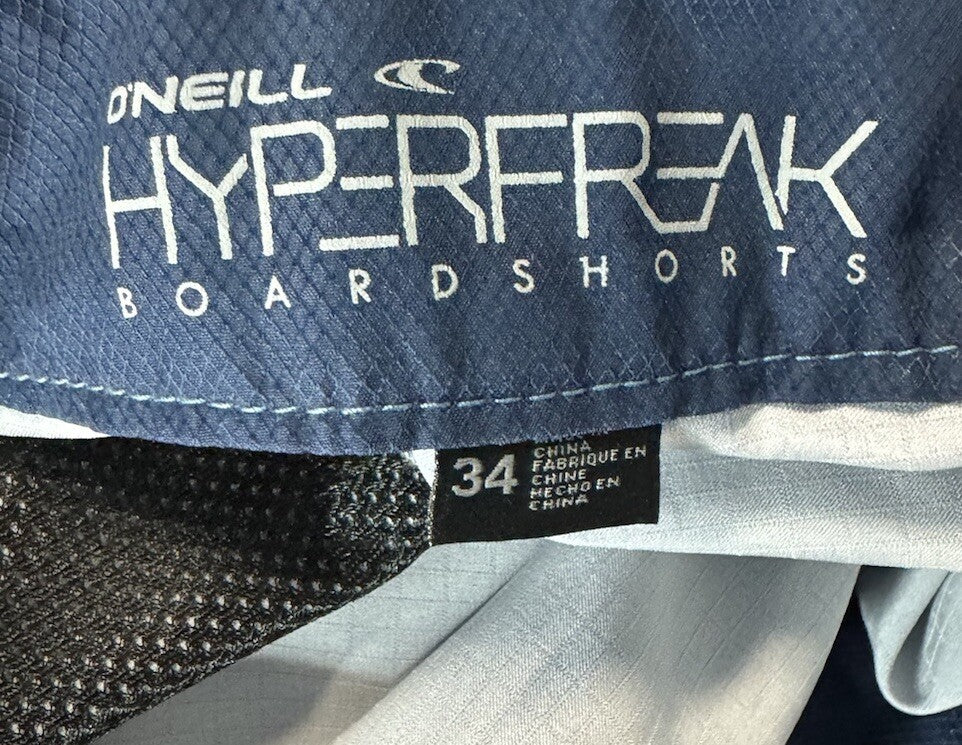 O'NEILL
HYPERFREAK
BOARDSHORTS
34
CHINA
FABRIQUE EN
CHINE
HECHO EN
CHINA